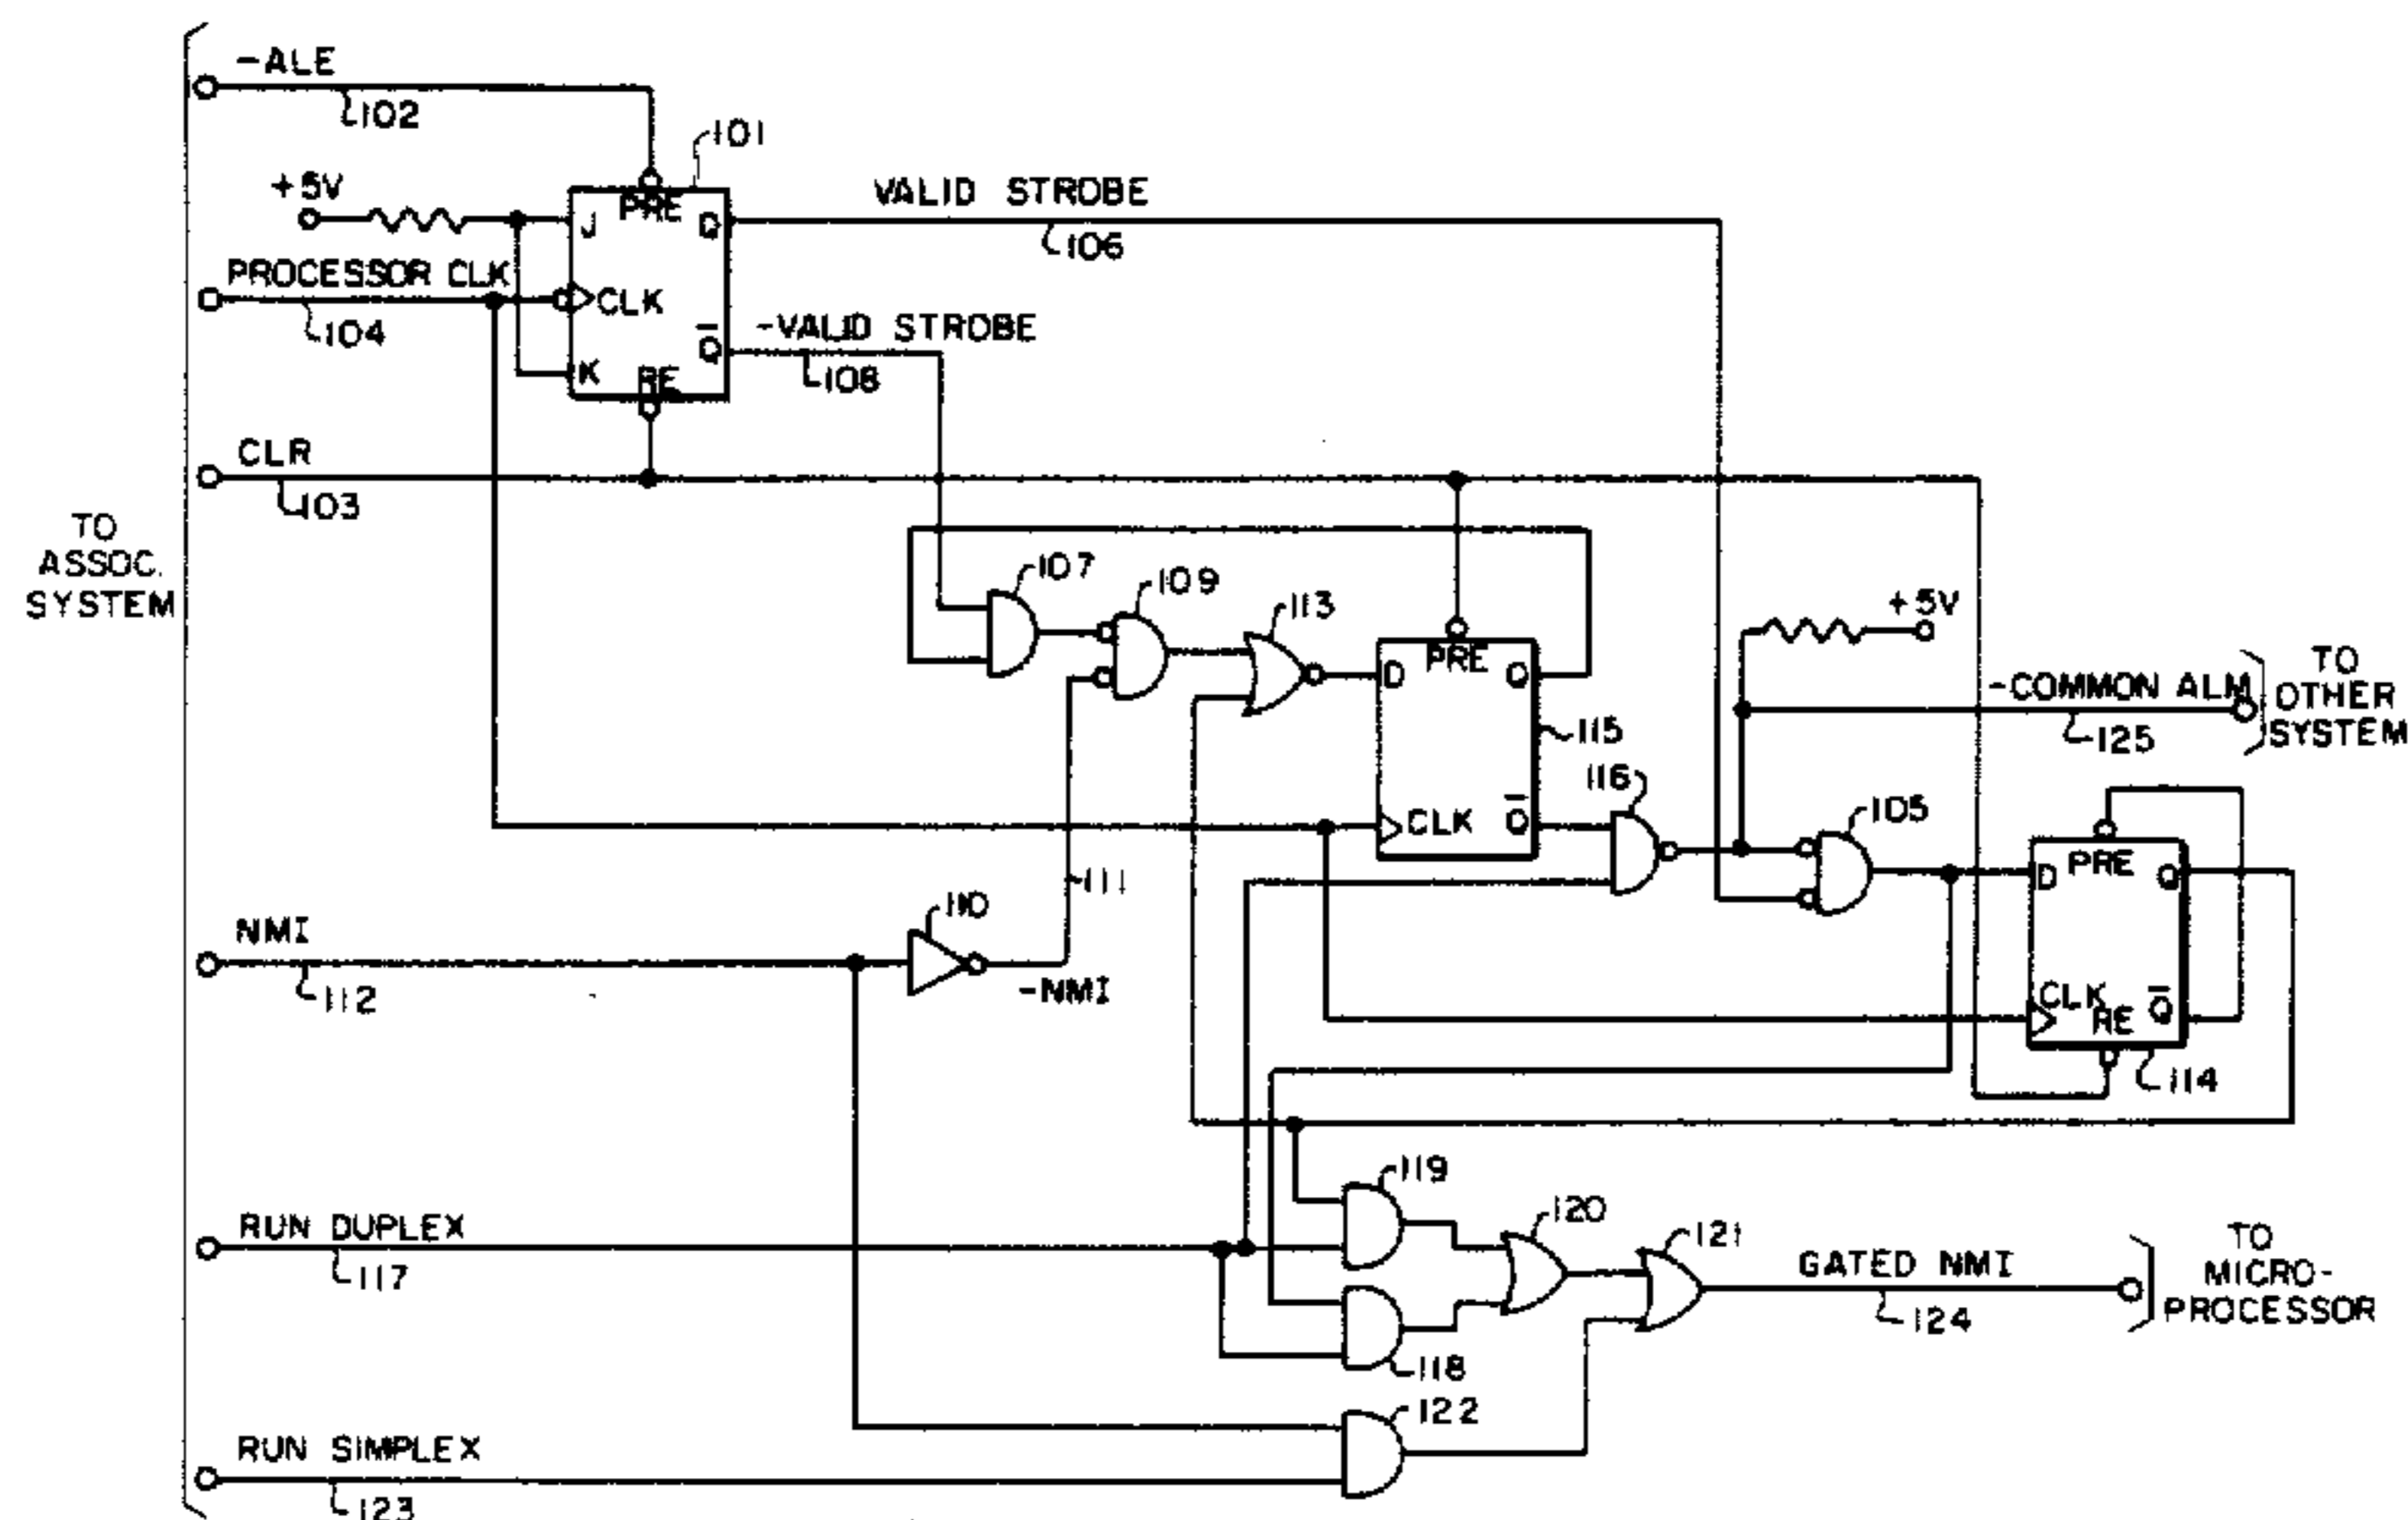 -ALE
102
101
+5V
J
PRE
Q
VALID STROBE
106
PROCESSOR CLK
104
CLK
-VALID STROBE
Q
108
K
RE
CLR
103
TO
ASSOC.
SYSTEM
107
109
113
+5V
D
PRE
Q
-COMMON ALM
125
TO
OTHER
SYSTEM
115
116
CLK
Q
105
111
D
PRE
Q
NMI
112
110
-NMI
CLK
RE
Q
114
119
RUN DUPLEX
117
120
121
GATED NMI
124
TO
MICRO-
PROCESSOR
118
122
RUN SIMPLEX
123